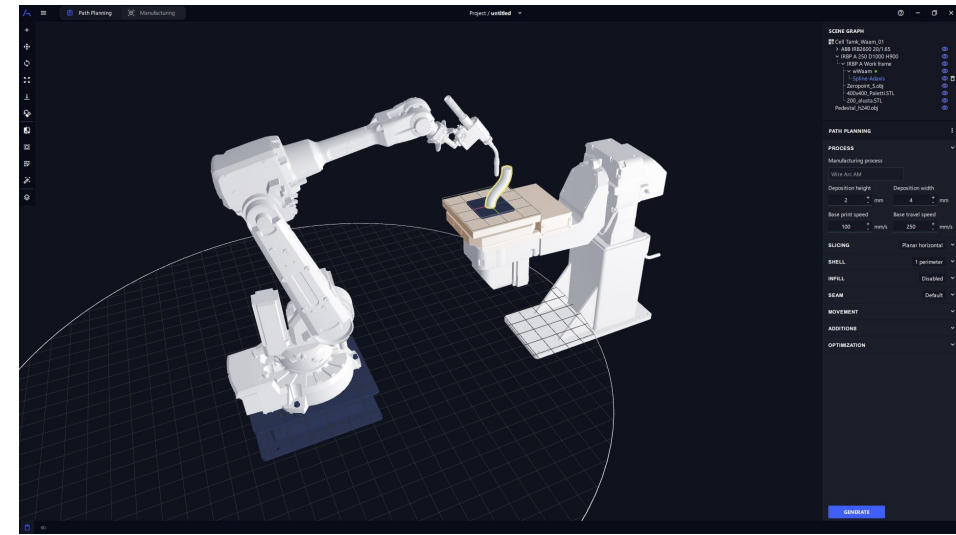 Path Planning
Manufacturing
Project / untitled
SCENE GRAPH
Cell Tamk_Waam_01
ABB IRB2600 20/1.65
IRBP A 250 D1000 H900
IRBP A Work frame
wWaam
Spline-Adaxis
Zeropoint_S.obj
400x400_Paletti.STL
200_alusta.STL
Pedestal_h240.obj
PATH PLANNING
PROCESS
Manufacturing process
Wire Arc AM
Deposition height Deposition width
2 mm 4 mm
Base print speed Base travel speed
100 mm/s 250 mm/s
SLICING Planar horizontal
SHELL 1 perimeter
INFILL Disabled
SEAM Default
MOVEMENT
ADDITIONS
OPTIMIZATION
GENERATE